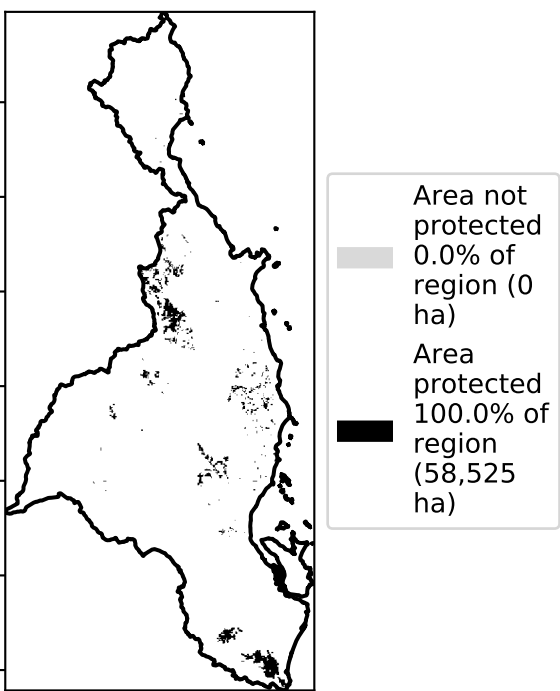 Area not
protected
0.0% of
region (0
ha)
Area
protected
100.0% of
region
(58,525
ha)